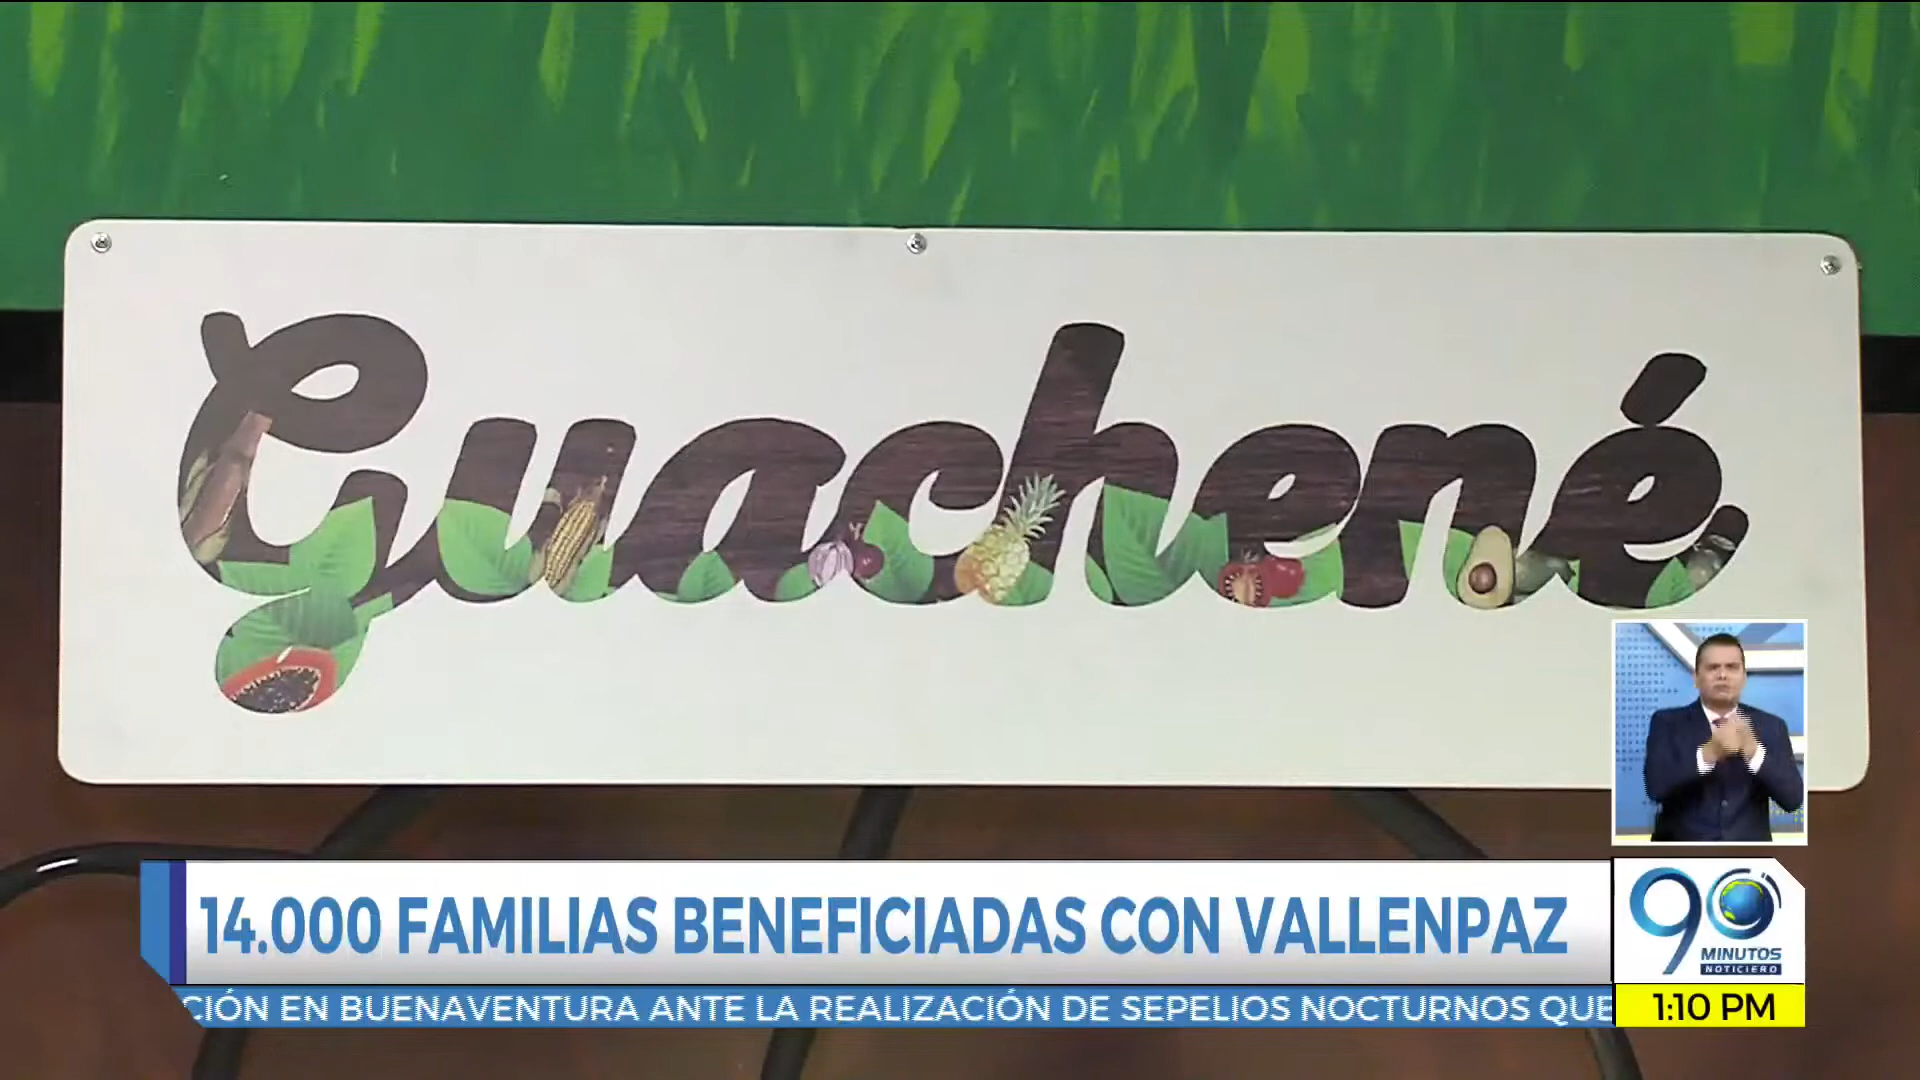 Guachené
14.000 FAMILIAS BENEFICIADAS CON VALLENPAZ
90
MINUTOS
NOTICIERO
CIÓN EN BUENAVENTURA ANTE LA REALIZACIÓN DE SEPELIOS NOCTURNOS QUE
1:10 PM